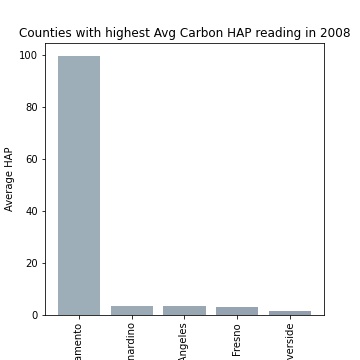 Counties with highest Avg Carbon HAP reading in 2008
Average HAP
100
80
60
40
20
0
amento
nardino
Angeles
Fresno
verside